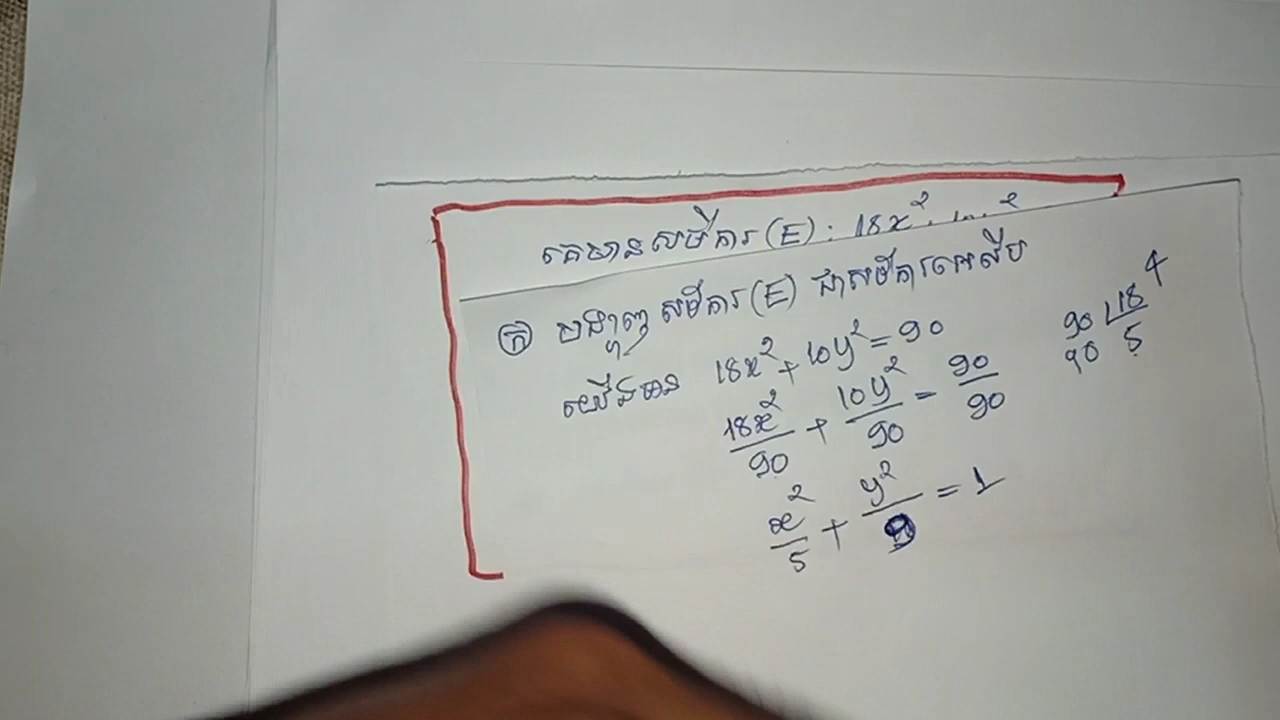 គេមានសមីការ (E) : 18x²
ក បង្ហាញសមីការ (E) ជាសមីការអេលីប
យើងមាន 18x² + 10y² = 90
18x²/90 + 10y²/90 = 90/90
x²/5 + y²/9 = 1
90 18 4
90 5